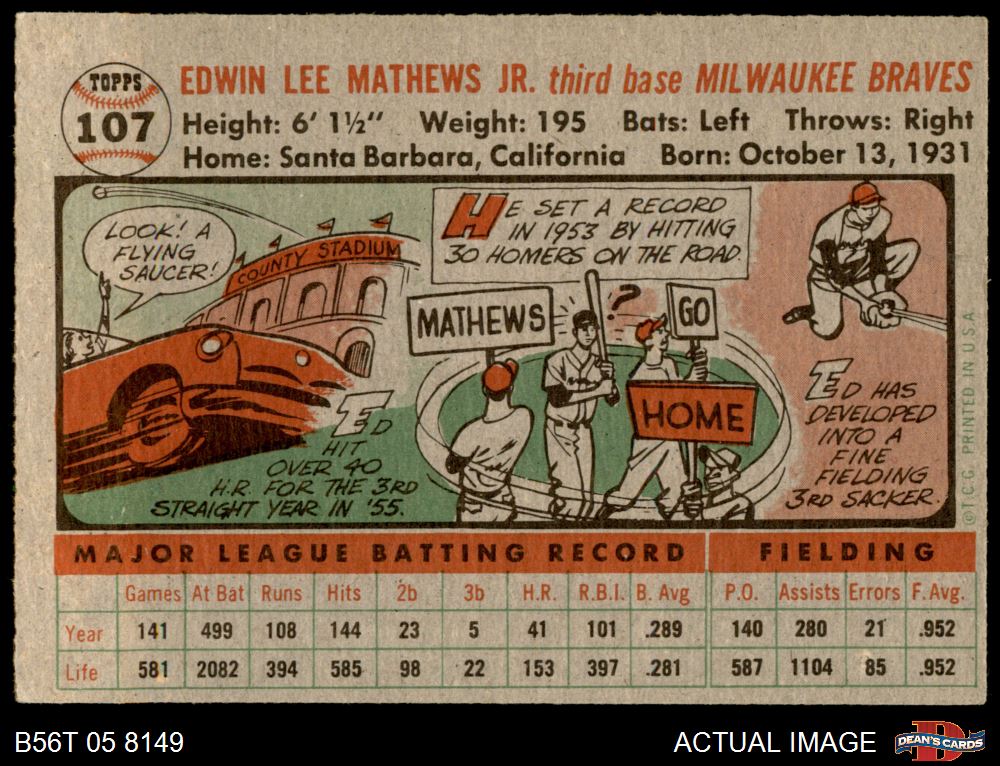 TOPPS
107
EDWIN LEE MATHEWS JR. third base MILWAUKEE BRAVES
Height: 6' 1½" Weight: 195 Bats: Left Throws: Right
Home: Santa Barbara, California Born: October 13, 1931
LOOK! A
FLYING
SAUCER!
COUNTY STADIUM
ED
HIT
OVER 40
H.R. FOR THE 3RD
STRAIGHT YEAR IN '55.
HE SET A RECORD
IN 1953 BY HITTING
30 HOMERS ON THE ROAD.
MATHEWS
?
GO
HOME
ED HAS
DEVELOPED
INTO A
FINE
FIELDING
3RD SACKER.
©T.C.G. PRINTED IN U.S.A.
MAJOR LEAGUE BATTING RECORD FIELDING
Games At Bat Runs Hits 2b 3b H.R. R.B.I. B. Avg P.O. Assists Errors F. Avg.
Year 141 499 108 144 23 5 41 101 .289 140 280 21 .952
Life 581 2082 394 585 98 22 153 397 .281 587 1104 85 .952
B56T 05 8149 ACTUAL IMAGE DEAN'S CARDS